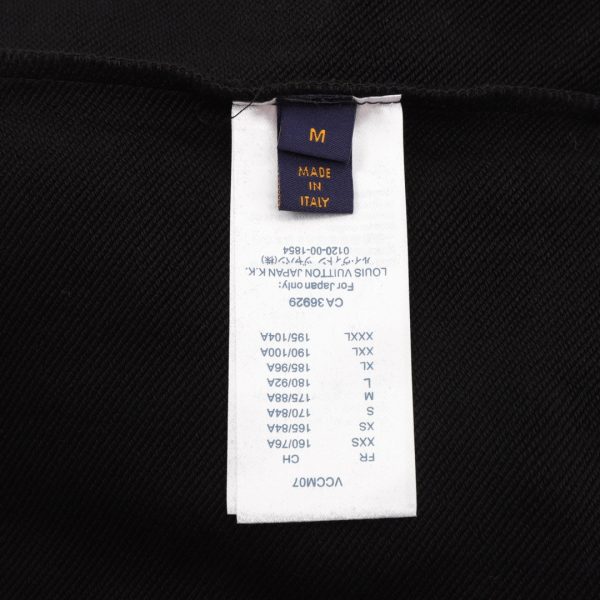 M
MADE
IN
ITALY
VCCM07
FR CH
XXS 160/76A
XS 165/84A
S 170/84A
M 175/88A
L 180/92A
XL 185/96A
XXL 190/100A
XXXL 195/104A
CA 36929
For Japan only:
LOUIS VUITTON JAPAN K.K.
ルイ・ヴィトン ジャパン(株)
0120-00-1854